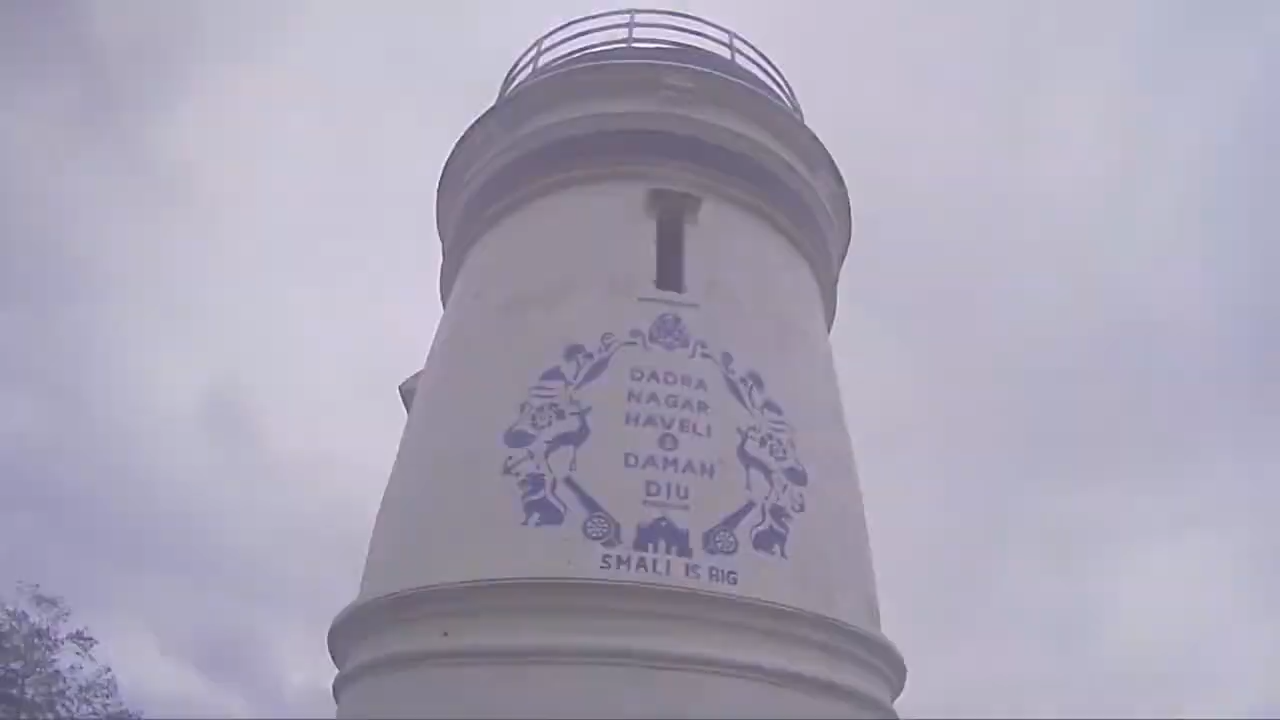 DADRA
NAGAR
HAVELI
&
DAMAN
DIU
SMALL IS BIG